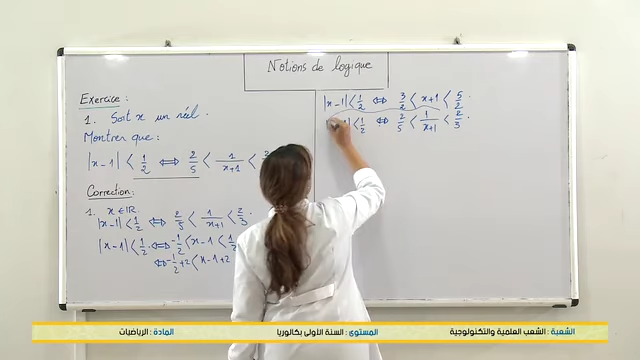 Notions de logique
Exercice :
1. Soit x un réel.
Montrer que :
|x-1| < 1/2 ⇔ 2/5 < 1/(x+1) <
Correction :
1. x ∈ IR
|x-1| < 1/2 ⇔ 2/5 < 1/(x+1) < 2/3.
|x-1| < 1/2 ⇔ -1/2 < x-1 < 1/2
⇔ -1/2+2 < x-1+2
|x-1| < 1/2 ⇔ 3/2 < x+1 < 5/2.
| < 1/2 ⇔ 2/5 < 1/(x+1) < 2/3.
الشعبة : الشعب العلمية والتكنولوجية
المستوى : السنة الأولى بكالوريا
المادة : الرياضيات